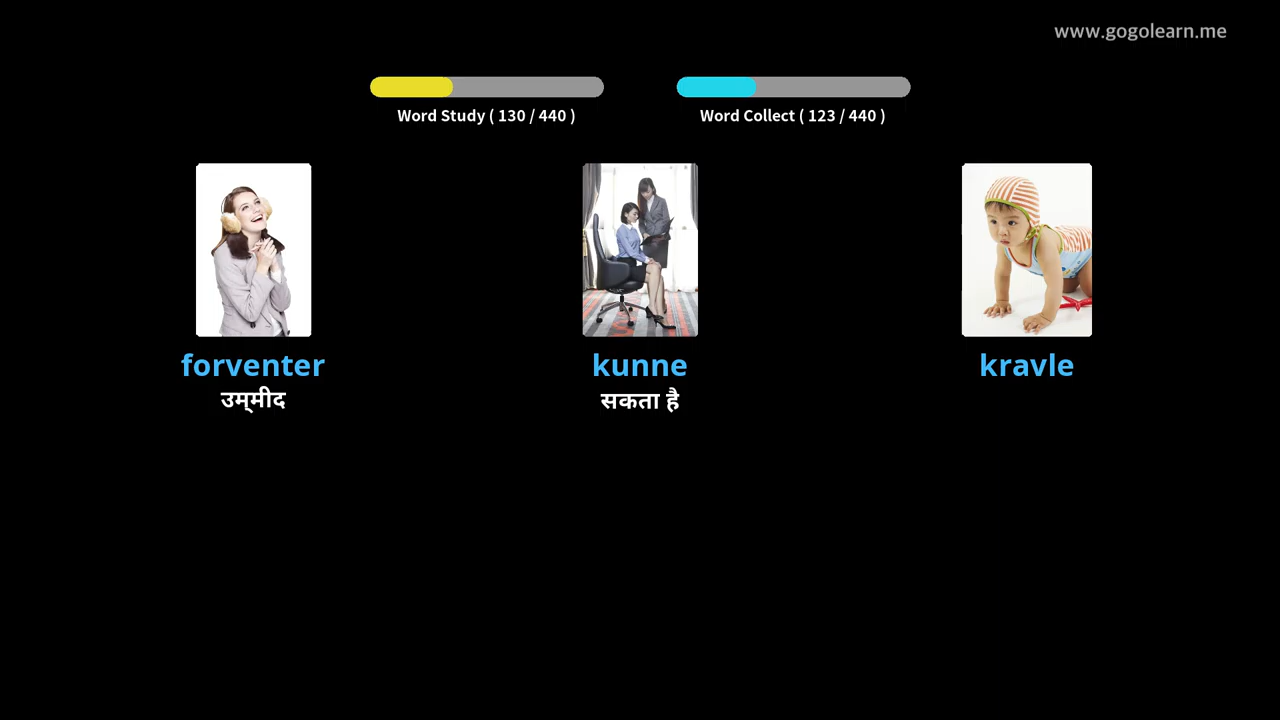 www.gogolearn.me
Word Study ( 130 / 440 )
Word Collect ( 123 / 440 )
forventer
kunne
kravle
उम्मीद
सकता है